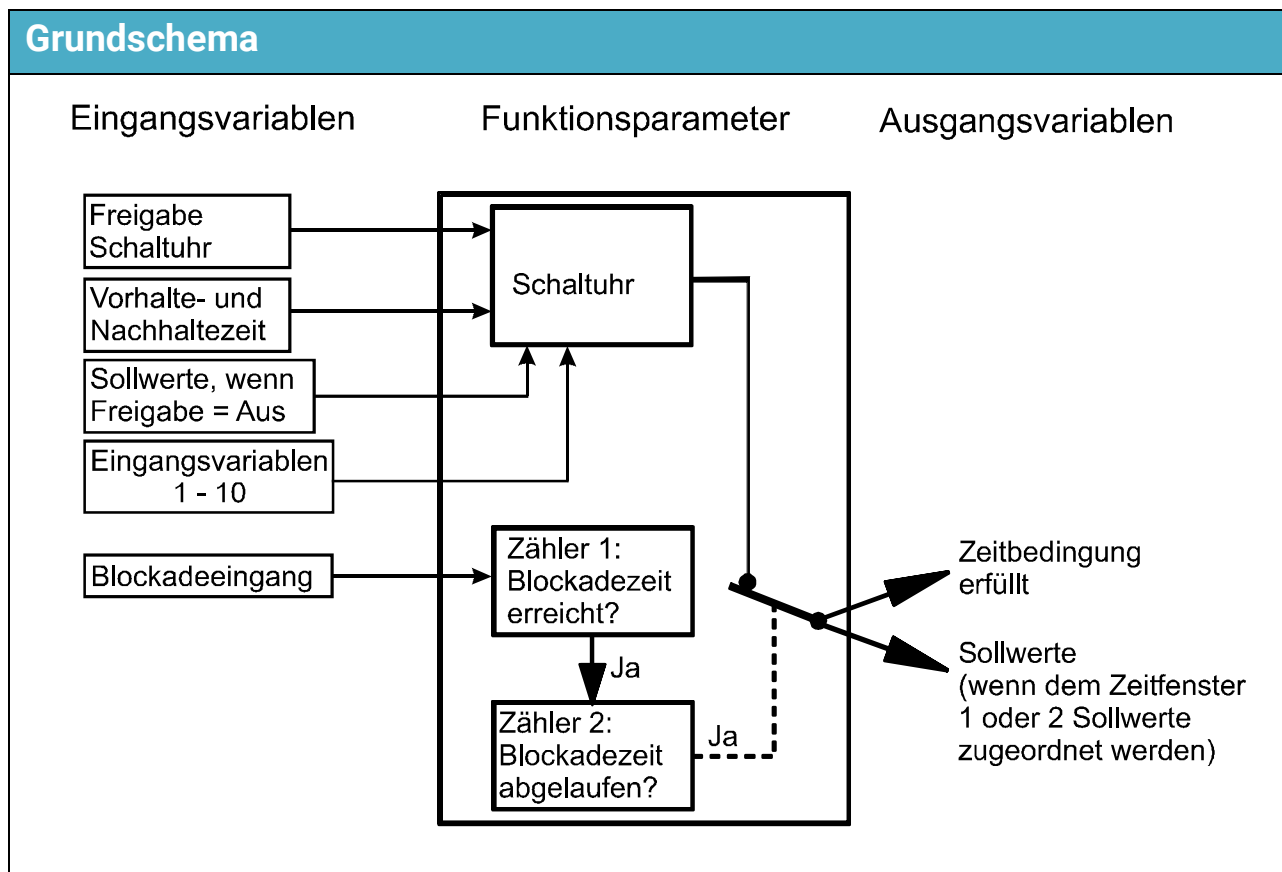 Grundschema
Eingangsvariablen
Funktionsparameter
Ausgangsvariablen
Freigabe
Schaltuhr
Vorhalte- und
Nachhaltezeit
Sollwerte, wenn
Freigabe = Aus
Eingangsvariablen
1 - 10
Blockadeeingang
Schaltuhr
Zähler 1:
Blockadezeit
erreicht?
Ja
Zähler 2:
Blockadezeit
abgelaufen?
Ja
Zeitbedingung
erfüllt
Sollwerte
(wenn dem Zeitfenster
1 oder 2 Sollwerte
zugeordnet werden)